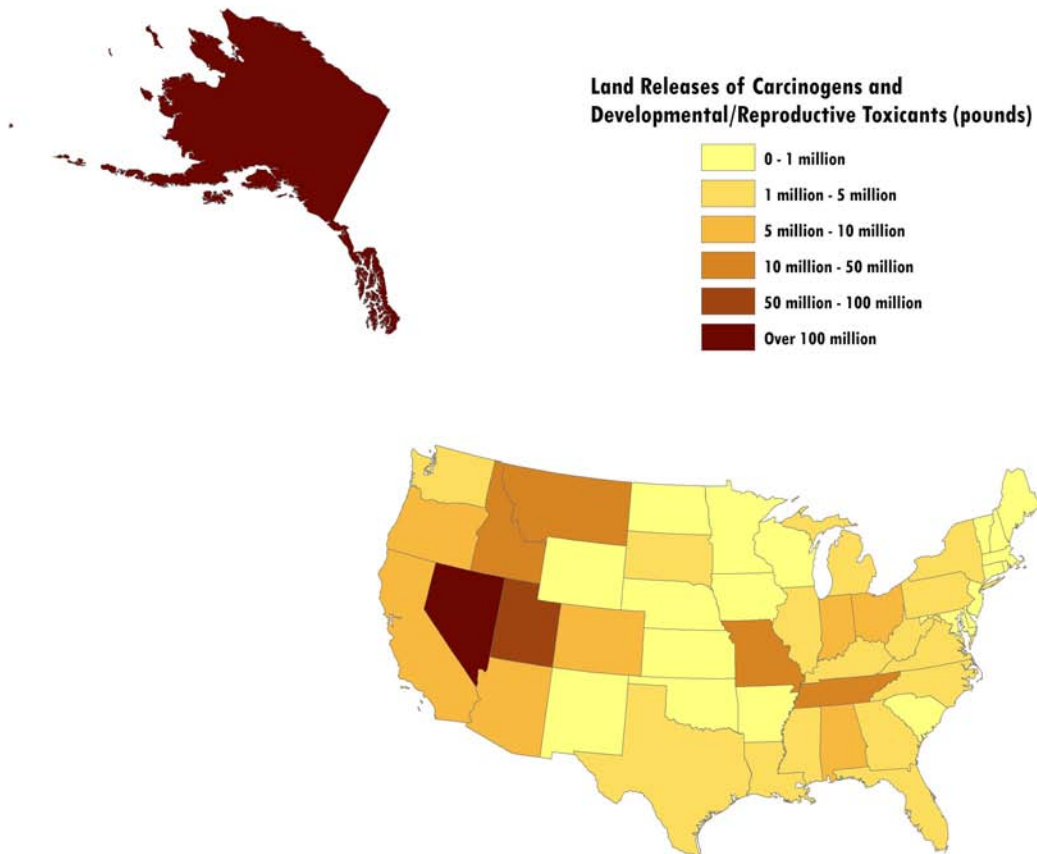 Land Releases of Carcinogens and
Developmental/Reproductive Toxicants (pounds)
0 - 1 million
1 million - 5 million
5 million - 10 million
10 million - 50 million
50 million - 100 million
Over 100 million